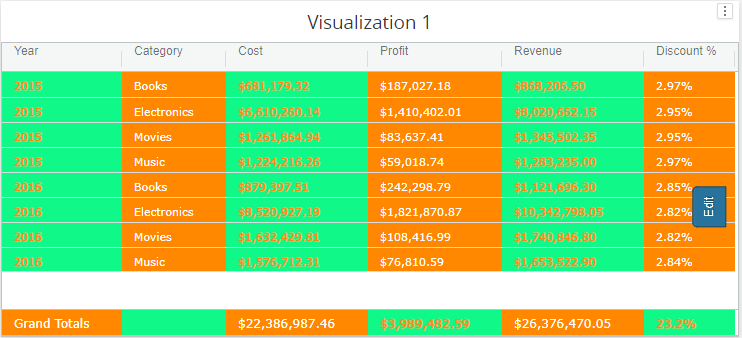 Visualization 1
Year Category Cost Profit Revenue Discount %
2015 Books $681,179.32 $187,027.18 $868,206.50 2.97%
2015 Electronics $6,610,260.14 $1,410,402.01 $8,020,662.15 2.95%
2015 Movies $1,261,864.94 $83,637.41 $1,345,502.35 2.95%
2015 Music $1,224,216.26 $59,018.74 $1,283,235.00 2.97%
2016 Books $879,397.51 $242,298.79 $1,121,696.30 2.85%
2016 Electronics $8,520,927.19 $1,821,870.87 $10,342,798.05 2.82%
Edit
2016 Movies $1,632,429.81 $108,416.99 $1,740,846.80 2.82%
2016 Music $1,576,712.31 $76,810.59 $1,653,522.90 2.84%
Grand Totals $22,386,987.46 $3,989,482.59 $26,376,470.05 23.2%